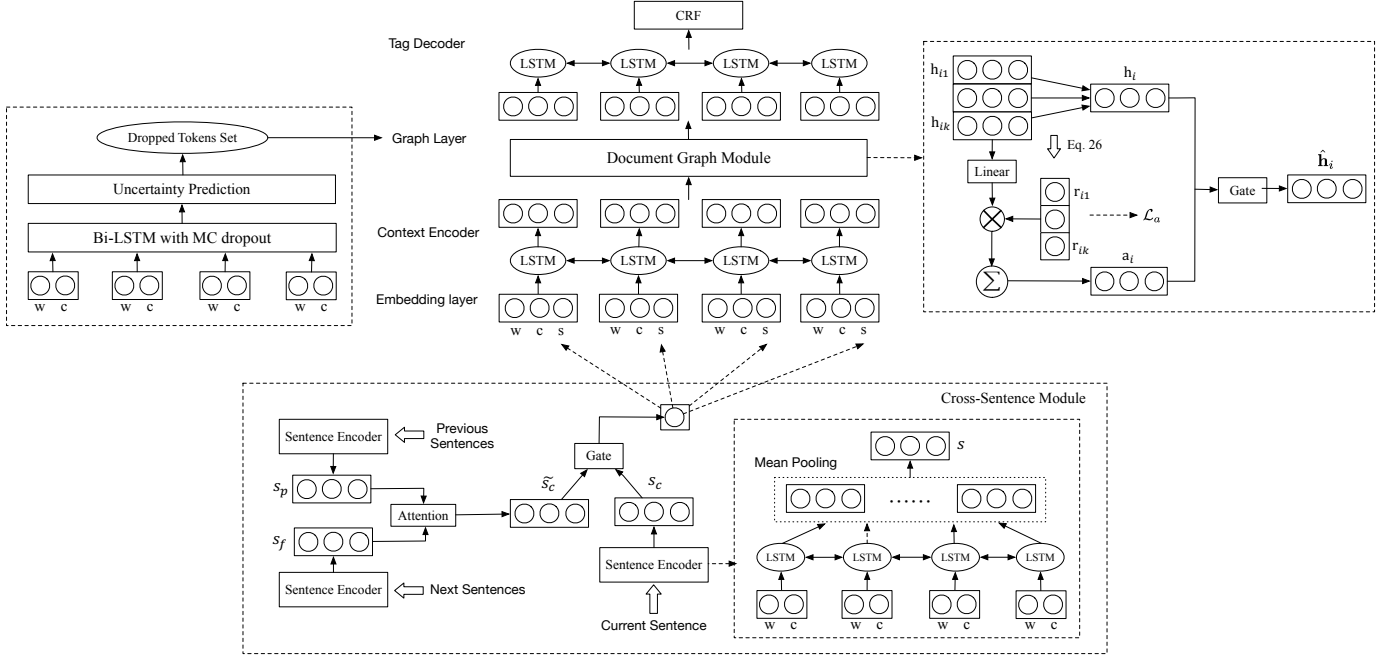 CRF
Tag Decoder
LSTM LSTM LSTM LSTM
Dropped Tokens Set
Graph Layer
Document Graph Module
Uncertainty Prediction
Bi-LSTM with MC dropout
w c w c w c w c
Context Encoder
LSTM LSTM LSTM LSTM
Embedding layer
w c s w c s w c s w c s
h_{i1}
h_{ik}
h_i
Eq. 26
Linear
r_{i1}
r_{ik}
ℒ_a
Σ
a_i
Gate
ĥ_i
Cross-Sentence Module
Sentence Encoder
Previous
Sentences
s_p
s_f
Attention
Sentence Encoder
Next Sentences
s̃_c
Gate
s_c
Sentence Encoder
Current Sentence
s
Mean Pooling
......
LSTM LSTM LSTM LSTM
w c w c w c w c